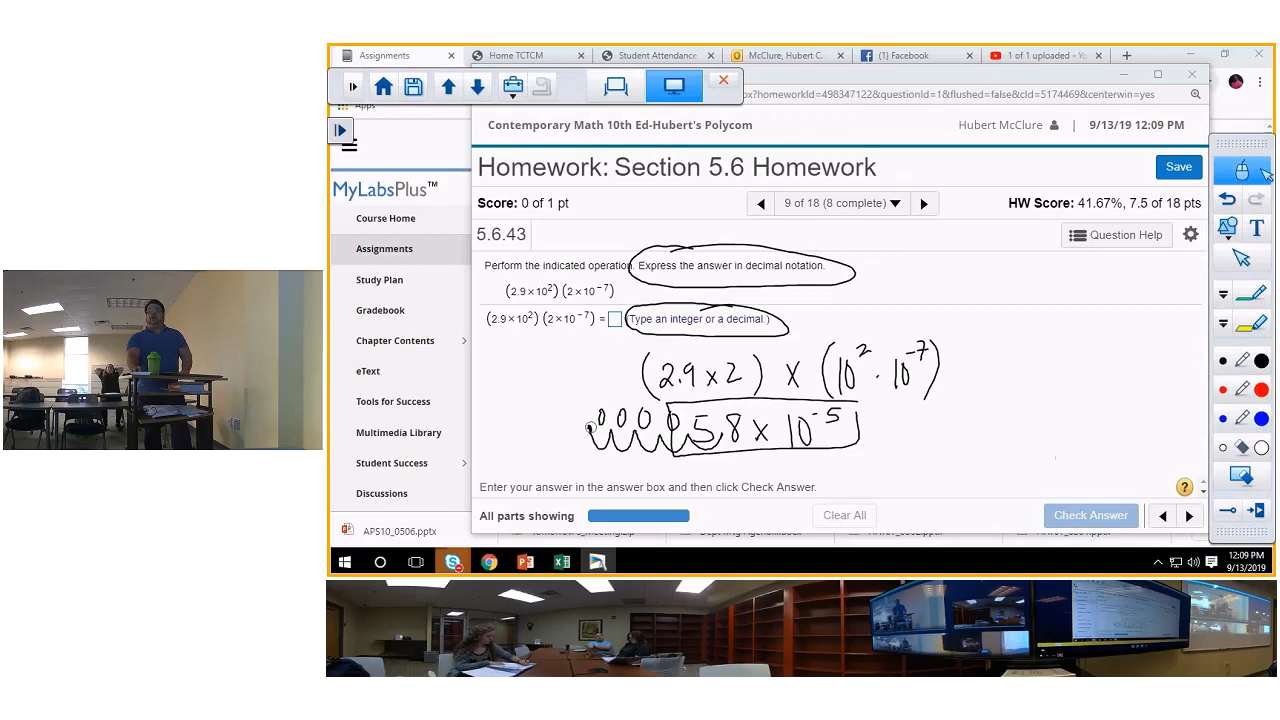 Assignments
Home TCTCM
Student Attendance
McClure, Hubert C. -
(1) Facebook
1 of 1 uploaded - Yo
box?homeworkId=498347122&questionId=1&flushed=false&cId=5174469&centerwin=yes
Apps
Contemporary Math 10th Ed-Hubert's Polycom
Hubert McClure
9/13/19 12:09 PM
Homework: Section 5.6 Homework
Save
MyLabsPlus™
Score: 0 of 1 pt
9 of 18 (8 complete)
HW Score: 41.67%, 7.5 of 18 pts
Course Home
Assignments
Study Plan
Gradebook
Chapter Contents
eText
Tools for Success
Multimedia Library
Student Success
Discussions
5.6.43
Question Help
Perform the indicated operation. Express the answer in decimal notation.
(2.9×10²) (2×10⁻⁷)
(2.9×10²) (2×10⁻⁷) = (Type an integer or a decimal.)
(2.9 x 2) x (10² · 10⁻⁷)
. 0 0 0 0 5.8 x 10⁻⁵
Enter your answer in the answer box and then click Check Answer.
All parts showing
Clear All
Check Answer
APS10_0506.pptx
12:09 PM
9/13/2019